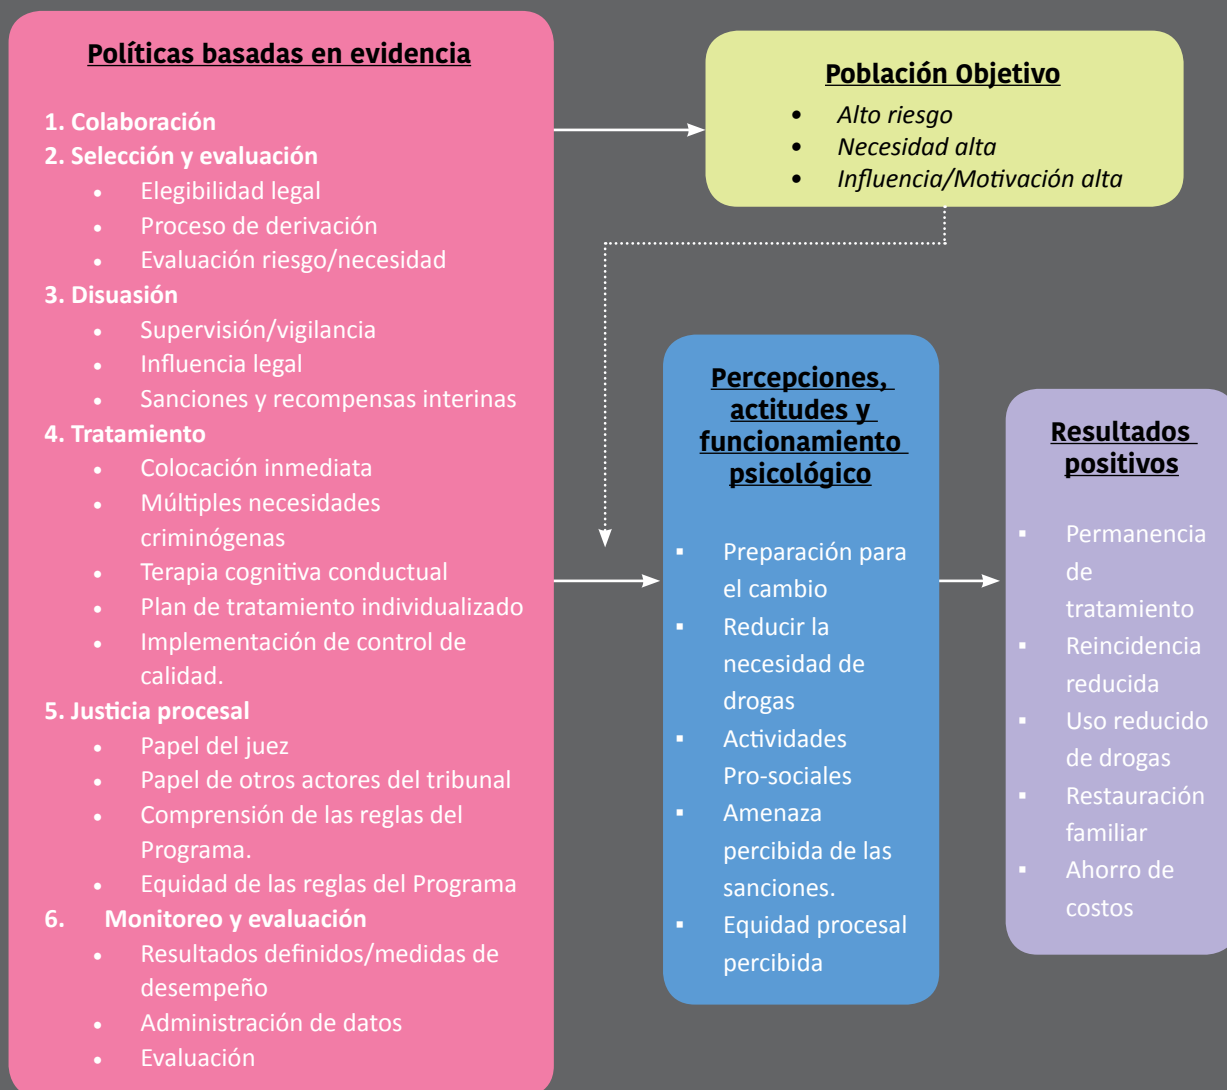 Políticas basadas en evidencia
1. Colaboración
2. Selección y evaluación
• Elegibilidad legal
• Proceso de derivación
• Evaluación riesgo/necesidad
3. Disuasión
• Supervisión/vigilancia
• Influencia legal
• Sanciones y recompensas interinas
4. Tratamiento
• Colocación inmediata
• Múltiples necesidades
criminógenas
• Terapia cognitiva conductual
• Plan de tratamiento individualizado
• Implementación de control de
calidad.
5. Justicia procesal
• Papel del juez
• Papel de otros actores del tribunal
• Comprensión de las reglas del
Programa.
• Equidad de las reglas del Programa
6. Monitoreo y evaluación
• Resultados definidos/medidas de
desempeño
• Administración de datos
• Evaluación
Población Objetivo
• Alto riesgo
• Necesidad alta
• Influencia/Motivación alta
Percepciones,
actitudes y
funcionamiento
psicológico
▪ Preparación para
el cambio
▪ Reducir la
necesidad de
drogas
▪ Actividades
Pro-sociales
▪ Amenaza
percibida de las
sanciones.
▪ Equidad procesal
percibida
Resultados
positivos
▪ Permanencia
de
tratamiento
▪ Reincidencia
reducida
▪ Uso reducido
de drogas
▪ Restauración
familiar
▪ Ahorro de
costos